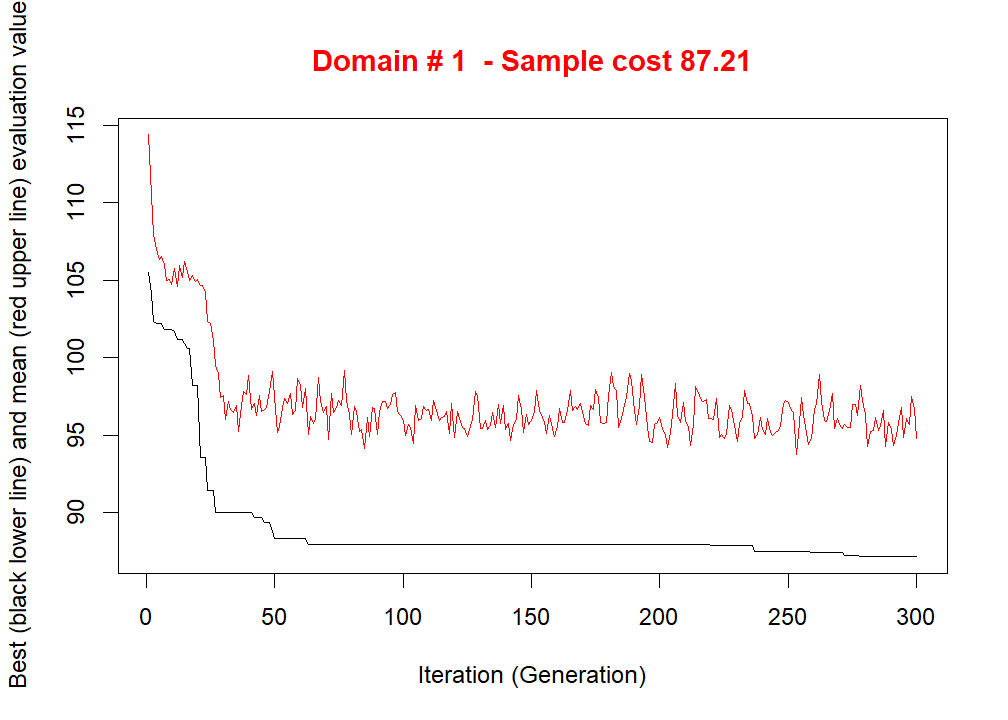 Domain # 1  - Sample cost 87.21
Best (black lower line) and mean (red upper line) evaluation value
115
110
105
100
95
90
0 50 100 150 200 250 300
Iteration (Generation)